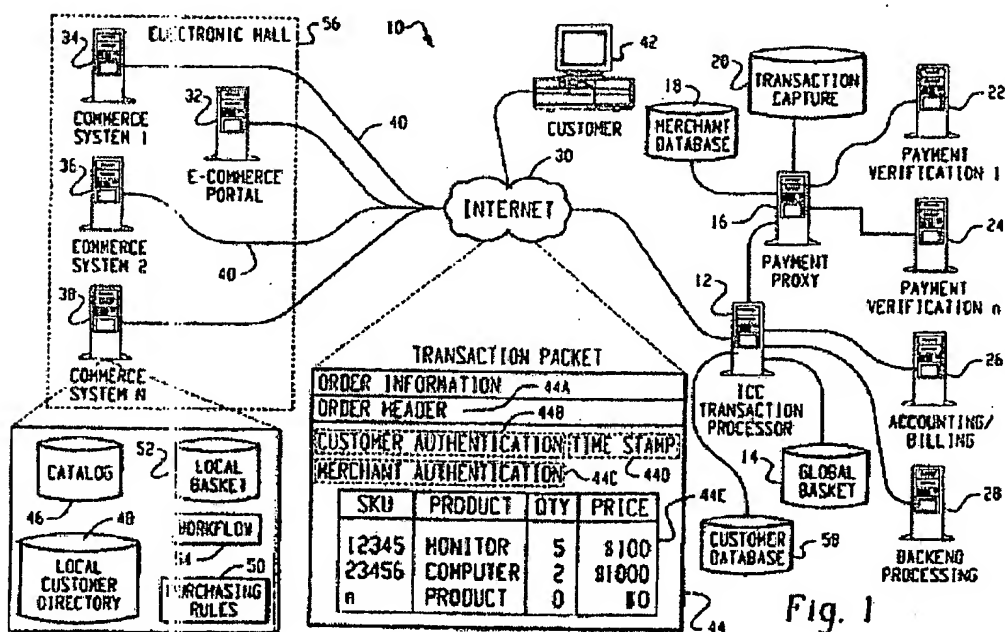 ELECTRONIC MALL
56
34
COMMERCE
SYSTEM 1
32
E-COMMERCE
PORTAL
36
COMMERCE
SYSTEM 2
40
40
38
COMMERCE
SYSTEM N
10
42
CUSTOMER
30
INTERNET
20
TRANSACTION
CAPTURE
18
MERCHANT
DATABASE
16
PAYMENT
PROXY
22
PAYMENT
VERIFICATION 1
24
PAYMENT
VERIFICATION n
12
ICC
TRANSACTION
PROCESSOR
26
ACCOUNTING/
BILLING
14
GLOBAL
BASKET
28
BACKEND
PROCESSING
CUSTOMER
DATABASE
58
CATALOG
46
52
LOCAL
BASKET
48
LOCAL
CUSTOMER
DIRECTORY
WORKFLOW
54
50
PURCHASING
RULES
TRANSACTION PACKET
ORDER INFORMATION
ORDER HEADER
44A
44B
CUSTOMER AUTHENTICATION TIME STAMP
MERCHANT AUTHENTICATION 44C 44D
44E
SKU PRODUCT QTY PRICE
12345 MONITOR 5 $100
23456 COMPUTER 2 $1000
n PRODUCT 0 $0
44
Fig. 1